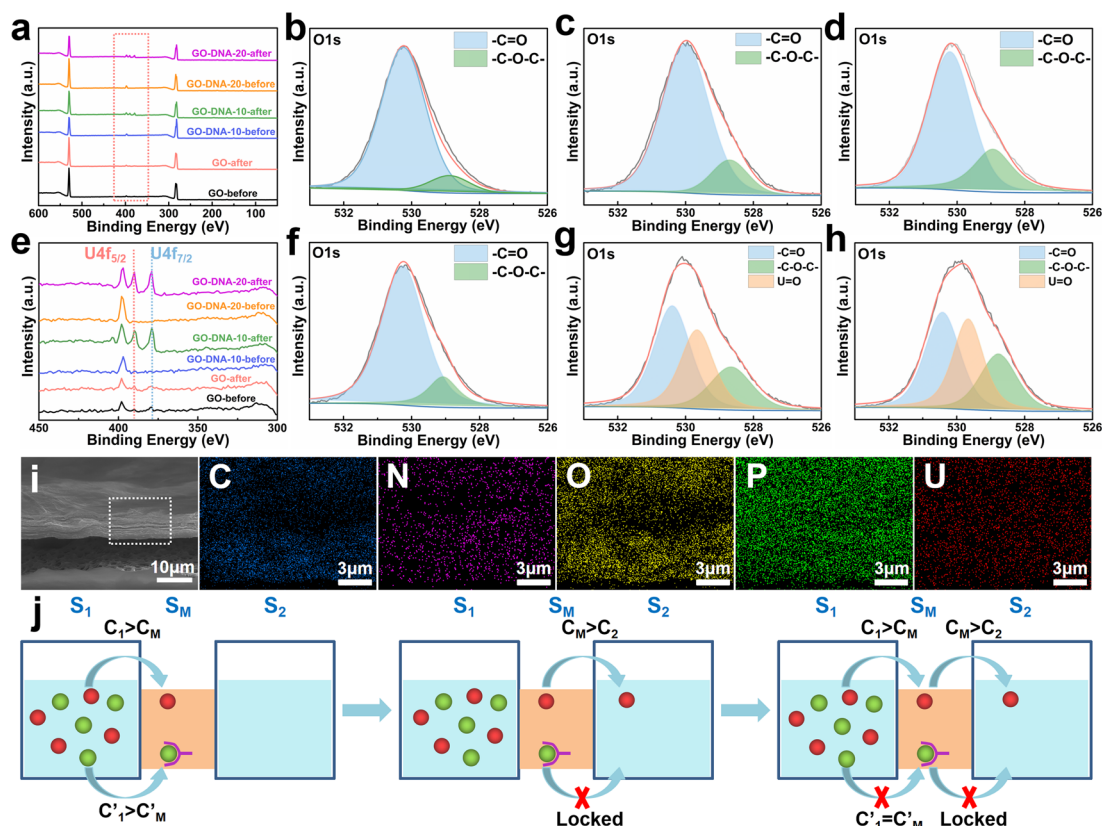 a
GO-DNA-20-after
GO-DNA-20-before
GO-DNA-10-after
GO-DNA-10-before
GO-after
GO-before
Intensity (a.u.)
600 500 400 300 200 100
Binding Energy (eV)
b
O1s
-C=O
-C-O-C-
Intensity (a.u.)
532 530 528 526
Binding Energy (eV)
c
O1s
-C=O
-C-O-C-
Intensity (a.u.)
532 530 528 526
Binding Energy (eV)
d
O1s
-C=O
-C-O-C-
Intensity (a.u.)
532 530 528 526
Binding Energy (eV)
e
U4f5/2 U4f7/2
GO-DNA-20-after
GO-DNA-20-before
GO-DNA-10-after
GO-DNA-10-before
GO-after
GO-before
Intensity (a.u.)
450 400 350 300
Binding Energy (eV)
f
O1s
-C=O
-C-O-C-
Intensity (a.u.)
532 530 528 526
Binding Energy (eV)
g
O1s
-C=O
-C-O-C-
U=O
Intensity (a.u.)
532 530 528 526
Binding Energy (eV)
h
O1s
-C=O
-C-O-C-
U=O
Intensity (a.u.)
532 530 528 526
Binding Energy (eV)
i
10μm
C
3μm
N
3μm
O
3μm
P
3μm
U
3μm
j
S1 SM S2
C1>CM
C'1>C'M
S1 SM S2
CM>C2
Locked
S1 SM S2
C1>CM CM>C2
C'1=C'M Locked